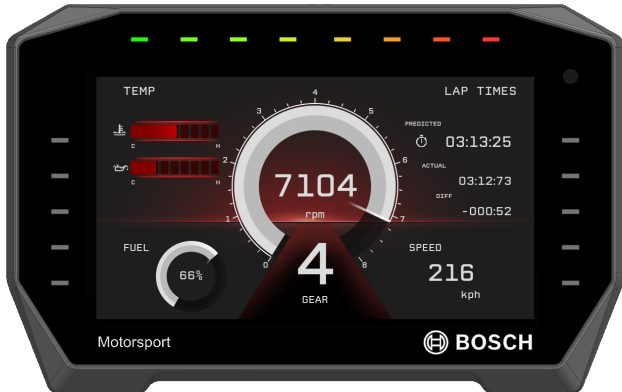 TEMP
LAP TIMES
C H
C H
0 1 2 3 4 5 6 7 8
7104
rpm
PREDICTED
03:13:25
ACTUAL
03:12:73
DIFF
-000:52
FUEL
66%
4
GEAR
SPEED
216
kph
Motorsport
BOSCH